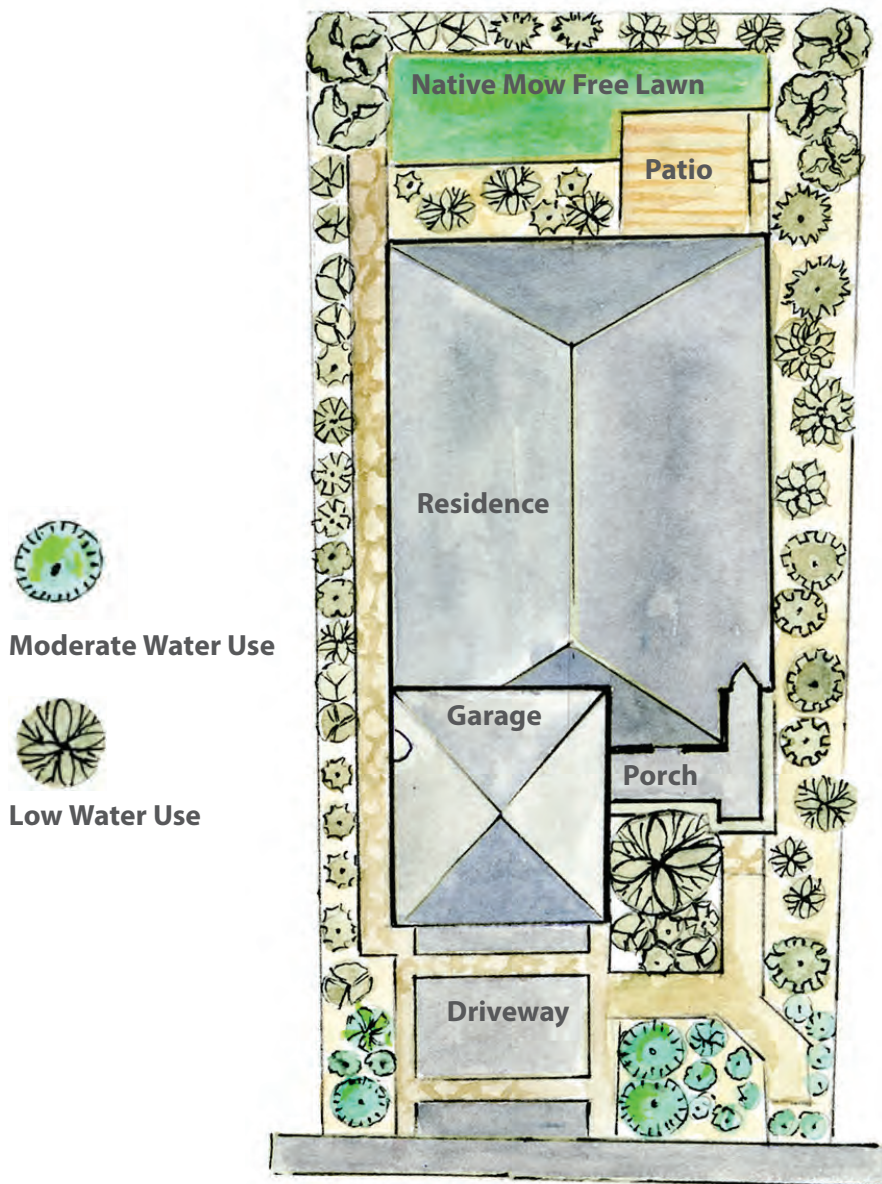 Native Mow Free Lawn
Patio
Residence
Moderate Water Use
Garage
Porch
Low Water Use
Driveway